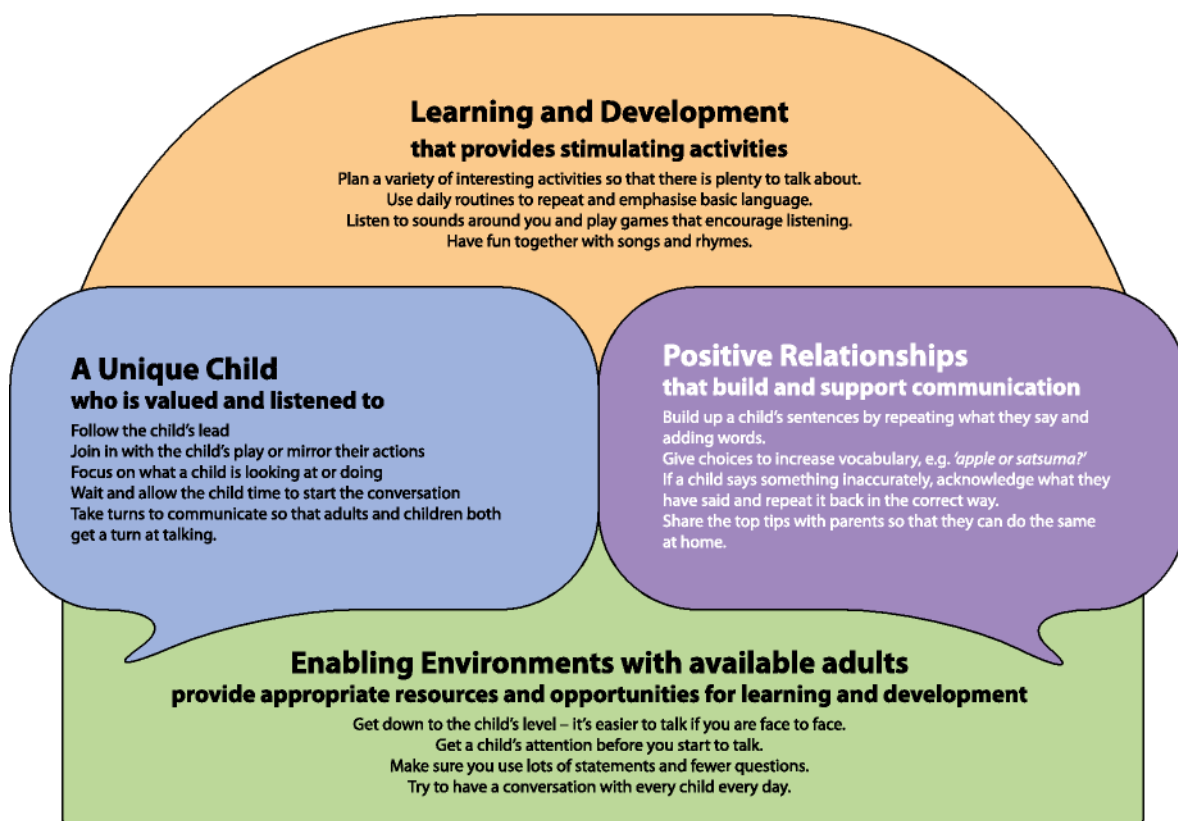 Learning and Development
that provides stimulating activities
Plan a variety of interesting activities so that there is plenty to talk about.
Use daily routines to repeat and emphasise basic language.
Listen to sounds around you and play games that encourage listening.
Have fun together with songs and rhymes.
A Unique Child
who is valued and listened to
Follow the child's lead
Join in with the child's play or mirror their actions
Focus on what a child is looking at or doing
Wait and allow the child time to start the conversation
Take turns to communicate so that adults and children both
get a turn at talking.
Positive Relationships
that build and support communication
Build up a child's sentences by repeating what they say and
adding words.
Give choices to increase vocabulary, e.g. 'apple or satsuma?'
If a child says something inaccurately, acknowledge what they
have said and repeat it back in the correct way.
Share the top tips with parents so that they can do the same
at home.
Enabling Environments with available adults
provide appropriate resources and opportunities for learning and development
Get down to the child's level – it's easier to talk if you are face to face.
Get a child's attention before you start to talk.
Make sure you use lots of statements and fewer questions.
Try to have a conversation with every child every day.